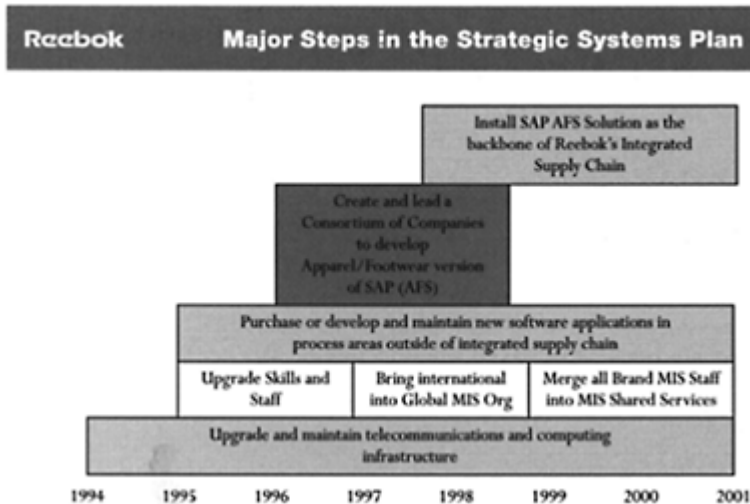 Reebok Major Steps in the Strategic Systems Plan
Install SAP AFS Solution as the
backbone of Reebok's Integrated
Supply Chain
Create and lead a
Consortium of Companies
to develop
Apparel/Footwear version
of SAP (AFS)
Purchase or develop and maintain new software applications in
process areas outside of integrated supply chain
Upgrade Skills and
Staff
Bring international
into Global MIS Org
Merge all Brand MIS Staff
into MIS Shared Services
Upgrade and maintain telecommunications and computing
infrastructure
1994 1995 1996 1997 1998 1999 2000 2001